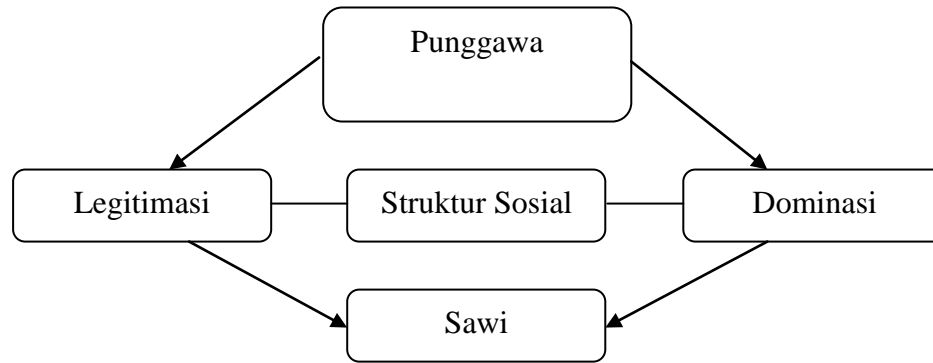 Punggawa
Legitimasi
Struktur Sosial
Dominasi
Sawi